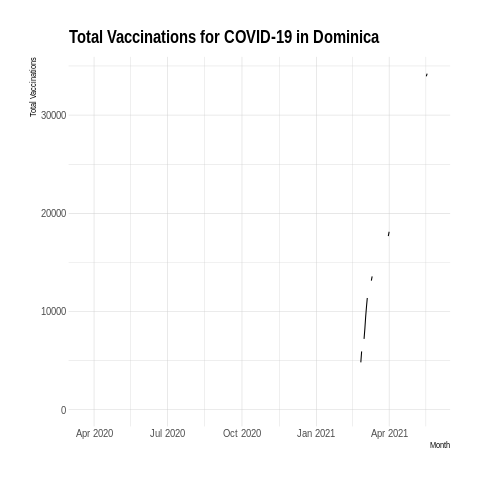 Total Vaccinations for COVID-19 in Dominica
Total Vaccinations
30000
20000
10000
0
Apr 2020 Jul 2020 Oct 2020 Jan 2021 Apr 2021
Month